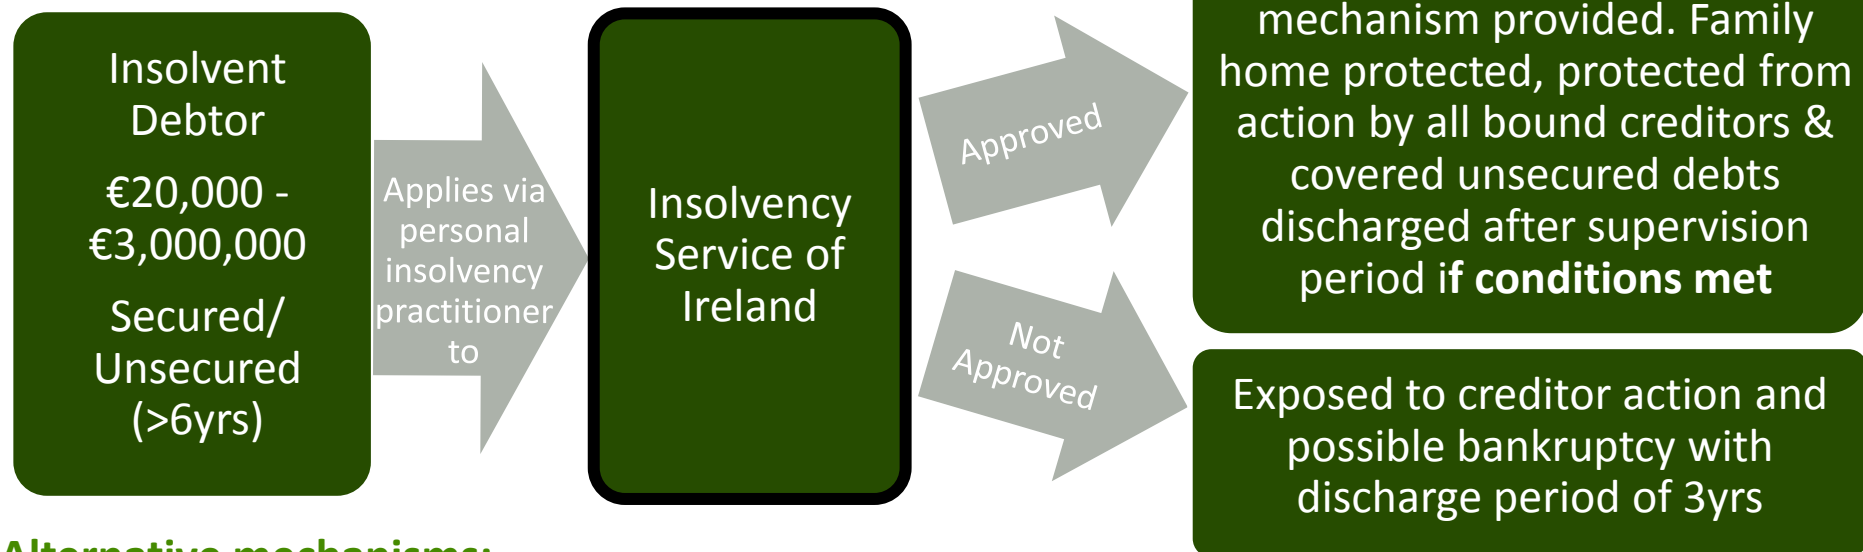 Insolvent
Debtor
€20,000 -
€3,000,000
Secured/
Unsecured
(>6yrs)
Applies via
personal
insolvency
practitioner
to
Insolvency
Service of
Ireland
Approved
Not
Approved
mechanism provided. Family
home protected, protected from
action by all bound creditors &
covered unsecured debts
discharged after supervision
period if conditions met
Exposed to creditor action and
possible bankruptcy with
discharge period of 3yrs
Alternative mechanisms: